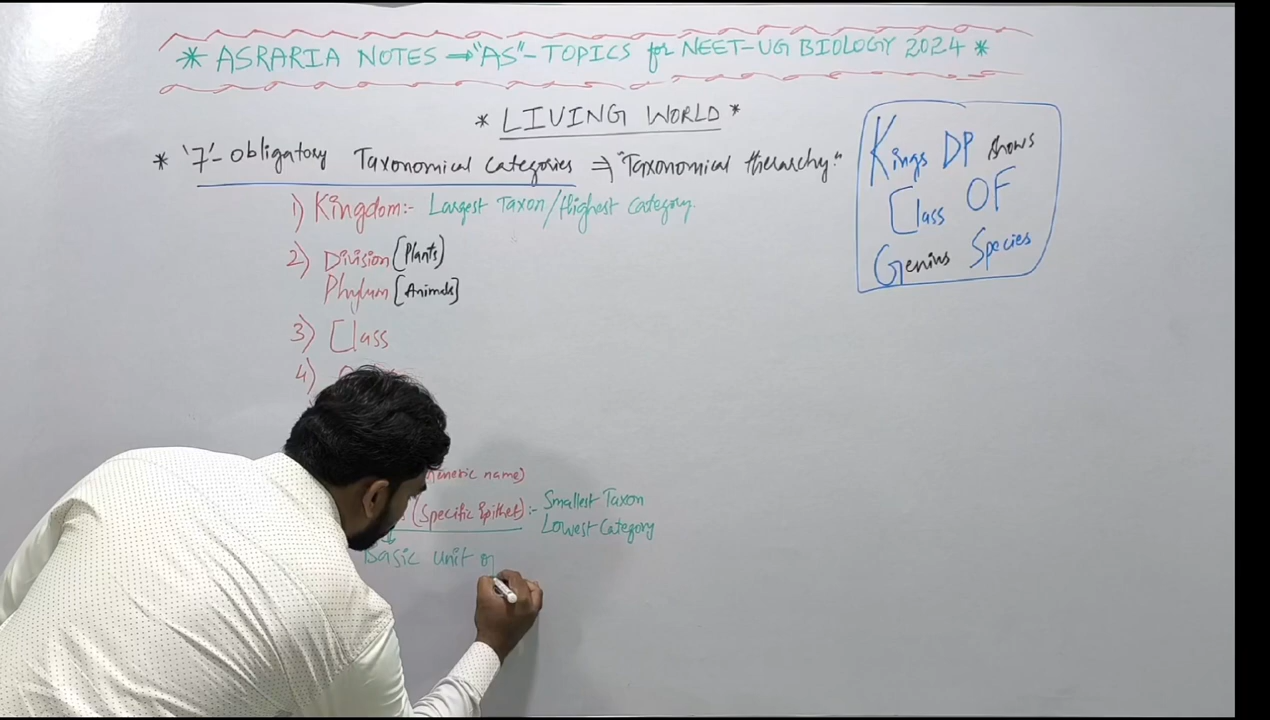 * ASRARIA NOTES → "AS"-TOPICS for NEET-UG BIOLOGY 2024 *
* LIVING WORLD *
* '7'- Obligatory Taxonomical categories ⇒ "Taxonomical Hierarchy."
1) Kingdom:- Largest Taxon/Highest Category.
2) Division [Plants]
Phylum [Animals]
3) Class
4)
Generic name)
(Specific Epithet) :- Smallest Taxon
Lowest Category
Basic unit of
Kings DP shows
Class OF
Genius Species